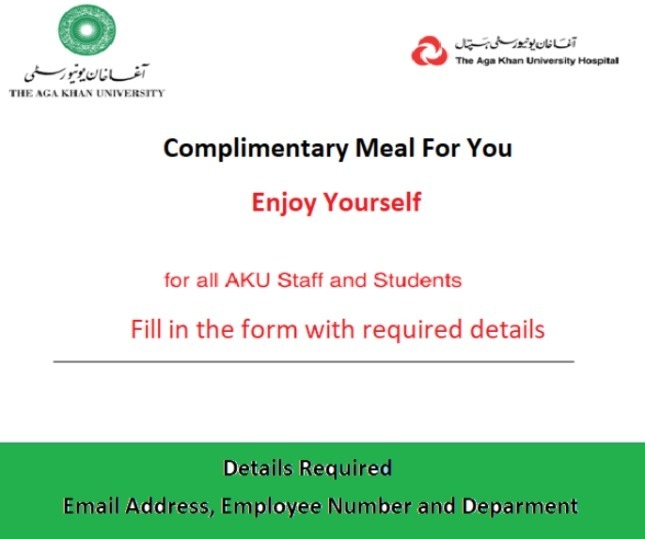 آغا خان یونیورسٹی
THE AGA KHAN UNIVERSITY
آغا خان یونیورسٹی ہسپتال
The Aga Khan University Hospital
Complimentary Meal For You
Enjoy Yourself
for all AKU Staff and Students
Fill in the form with required details
Details Required
Email Address, Employee Number and Deparment